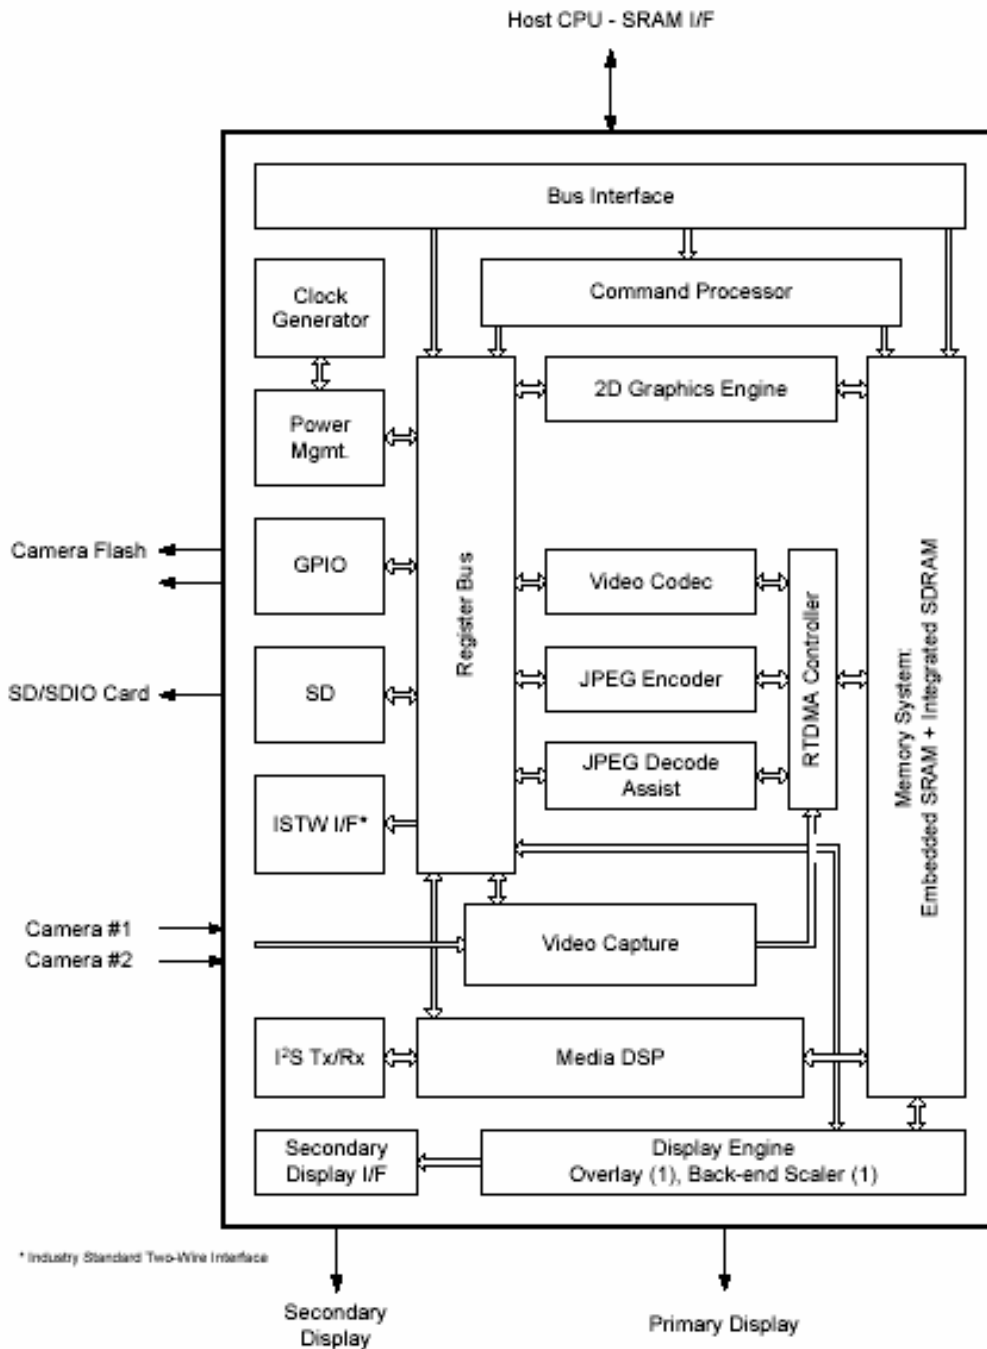 Host CPU - SRAM I/F
Bus Interface
Clock
Generator
Command Processor
2D Graphics Engine
Power
Mgmt.
Camera Flash
GPIO
Register Bus
Video Codec
RTDMA Controller
Memory System:
Embedded SRAM + Integrated SDRAM
SD/SDIO Card
SD
JPEG Encoder
JPEG Decode
Assist
ISTW I/F*
Camera #1
Camera #2
Video Capture
I²S Tx/Rx
Media DSP
Secondary
Display I/F
Display Engine
Overlay (1), Back-end Scaler (1)
* Industry Standard Two-Wire Interface
Secondary
Display
Primary Display